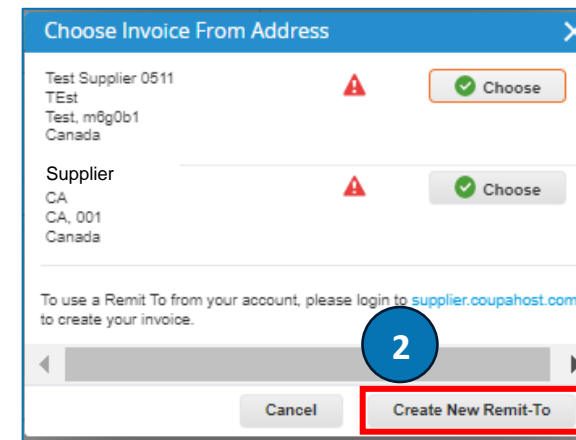 Choose Invoice From Address
Test Supplier 0511
TEst
Test, m6g0b1
Canada
Choose
Supplier
CA
CA, 001
Canada
Choose
To use a Remit To from your account, please login to supplier.coupahost.com
to create your invoice.
2
Cancel
Create New Remit-To